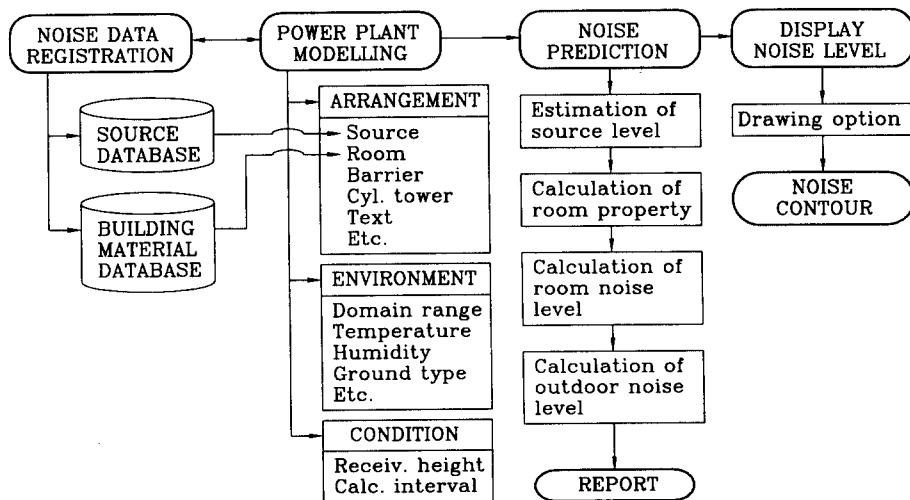 NOISE DATA
REGISTRATION
SOURCE
DATABASE
BUILDING
MATERIAL
DATABASE
POWER PLANT
MODELLING
ARRANGEMENT
Source
Room
Barrier
Cyl. tower
Text
Etc.
ENVIRONMENT
Domain range
Temperature
Humidity
Ground type
Etc.
CONDITION
Receiv. height
Calc. interval
NOISE
PREDICTION
Estimation of
source level
Calculation of
room property
Calculation of
room noise
level
Calculation of
outdoor noise
level
REPORT
DISPLAY
NOISE LEVEL
Drawing option
NOISE
CONTOUR